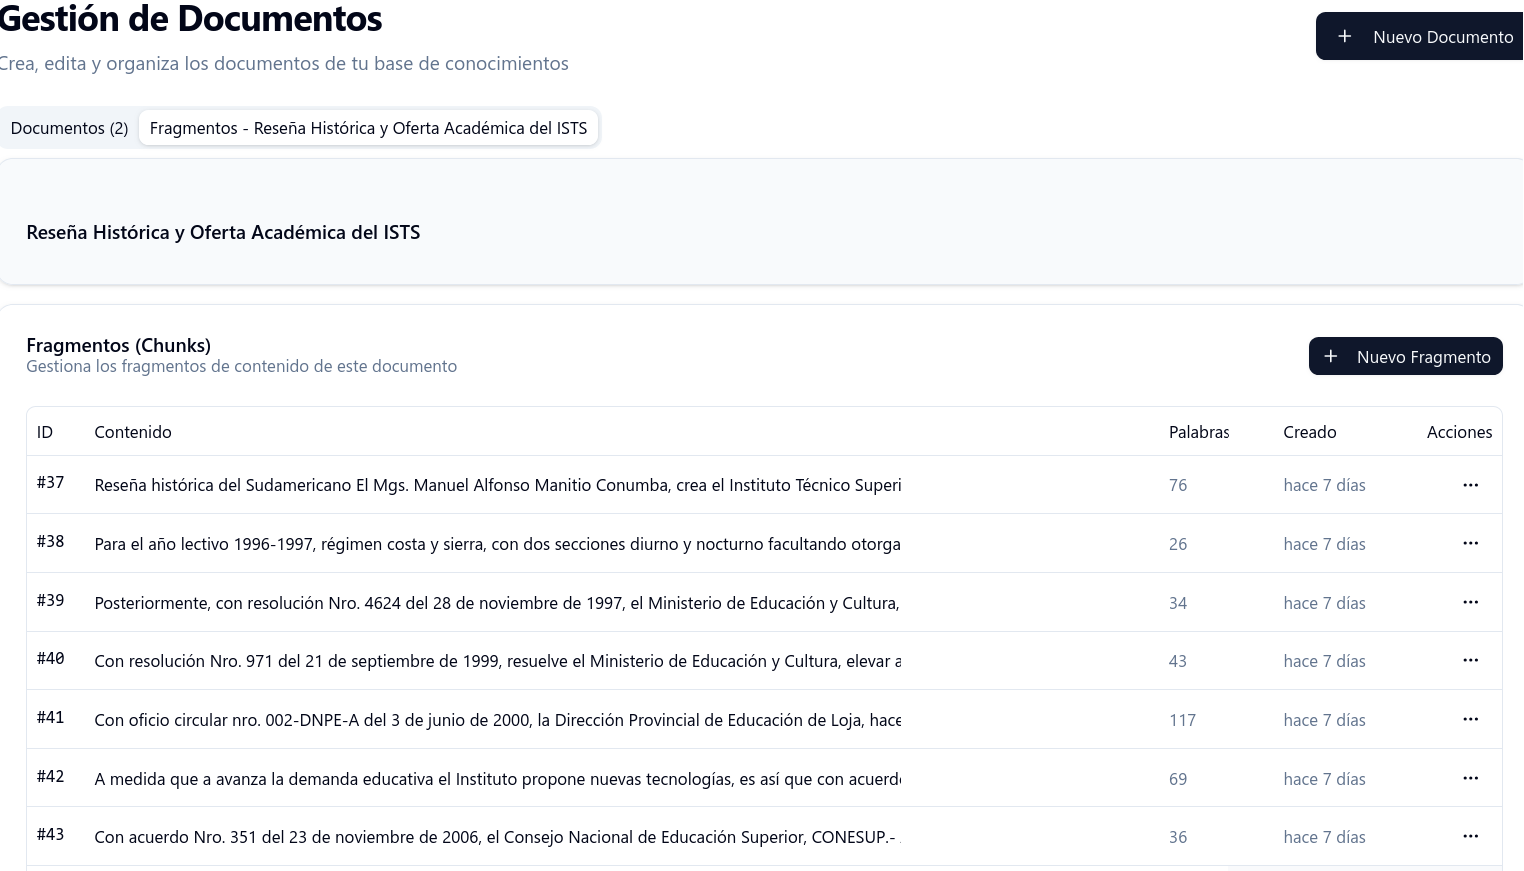 Gestión de Documentos
+ Nuevo Documento
Crea, edita y organiza los documentos de tu base de conocimientos
Documentos (2) Fragmentos - Reseña Histórica y Oferta Académica del ISTS
Reseña Histórica y Oferta Académica del ISTS
Fragmentos (Chunks)
Gestiona los fragmentos de contenido de este documento
+ Nuevo Fragmento
ID Contenido Palabras Creado Acciones
#37 Reseña histórica del Sudamericano El Mgs. Manuel Alfonso Manitio Conumba, crea el Instituto Técnico Superi 76 hace 7 días ...
#38 Para el año lectivo 1996-1997, régimen costa y sierra, con dos secciones diurno y nocturno facultando otorga 26 hace 7 días ...
#39 Posteriormente, con resolución Nro. 4624 del 28 de noviembre de 1997, el Ministerio de Educación y Cultura, 34 hace 7 días ...
#40 Con resolución Nro. 971 del 21 de septiembre de 1999, resuelve el Ministerio de Educación y Cultura, elevar a 43 hace 7 días ...
#41 Con oficio circular nro. 002-DNPE-A del 3 de junio de 2000, la Dirección Provincial de Educación de Loja, hace 117 hace 7 días ...
#42 A medida que a avanza la demanda educativa el Instituto propone nuevas tecnologías, es así que con acuerdo 69 hace 7 días ...
#43 Con acuerdo Nro. 351 del 23 de noviembre de 2006, el Consejo Nacional de Educación Superior, CONESUP.- 36 hace 7 días ...